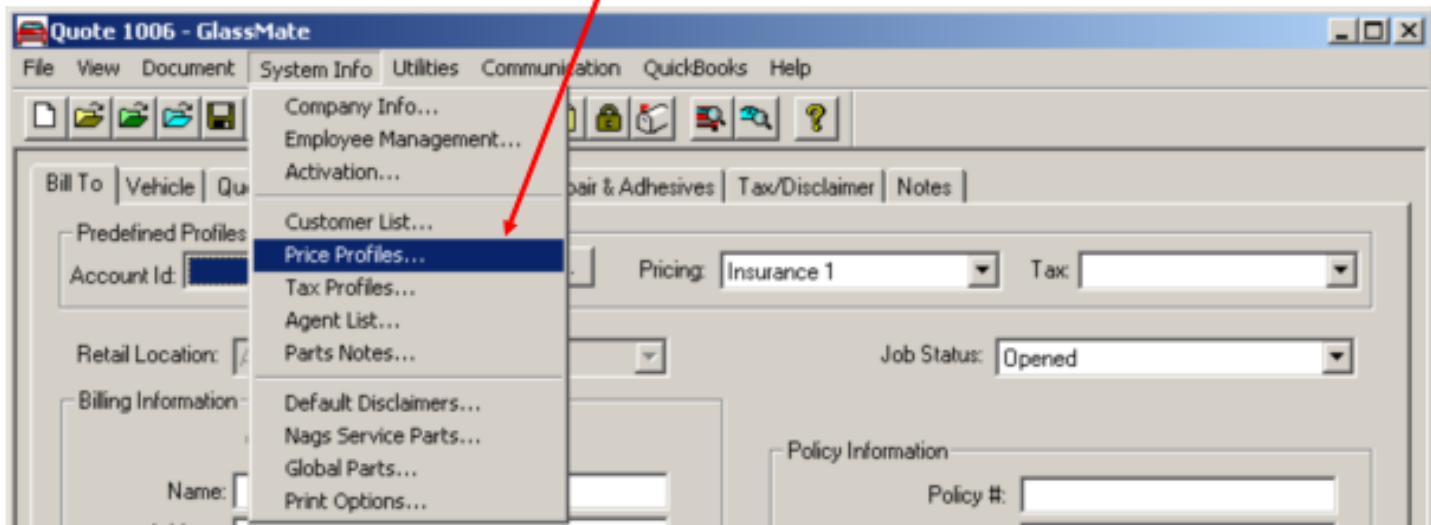 Quote 1006 - GlassMate
File View Document System Info Utilities Communication QuickBooks Help
Company Info...
Employee Management...
Activation...
Customer List...
Price Profiles...
Tax Profiles...
Agent List...
Parts Notes...
Default Disclaimers...
Nags Service Parts...
Global Parts...
Print Options...
Bill To Vehicle Tax/Disclaimer Notes
& Adhesives
Predefined Profiles
Account Id: Pricing: Insurance 1 Tax:
Retail Location: Job Status: Opened
Billing Information
Policy Information
Name: Policy #: